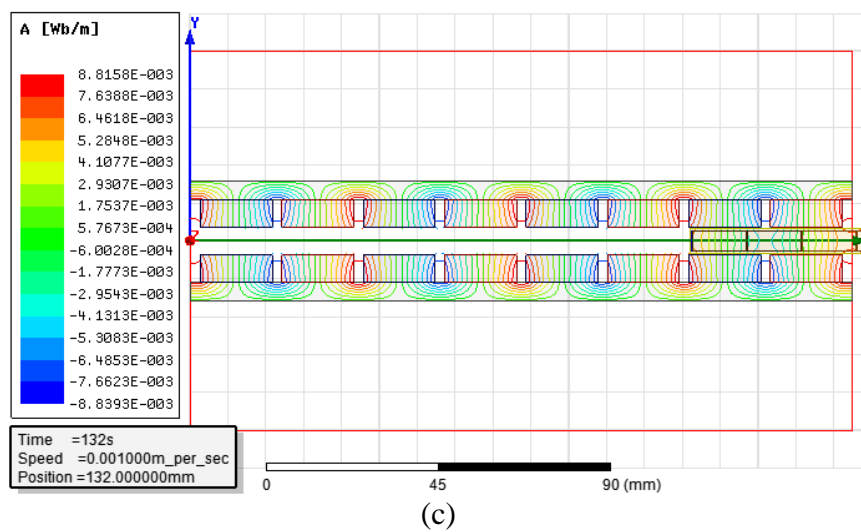 A [Wb/m]
8.8158E-003
7.6388E-003
6.4618E-003
5.2848E-003
4.1077E-003
2.9307E-003
1.7537E-003
5.7673E-004
-6.0028E-004
-1.7773E-003
-2.9543E-003
-4.1313E-003
-5.3083E-003
-6.4853E-003
-7.6623E-003
-8.8393E-003
Y
Time =132s
Speed =0.001000m_per_sec
Position =132.000000mm
0 45 90 (mm)
(c)